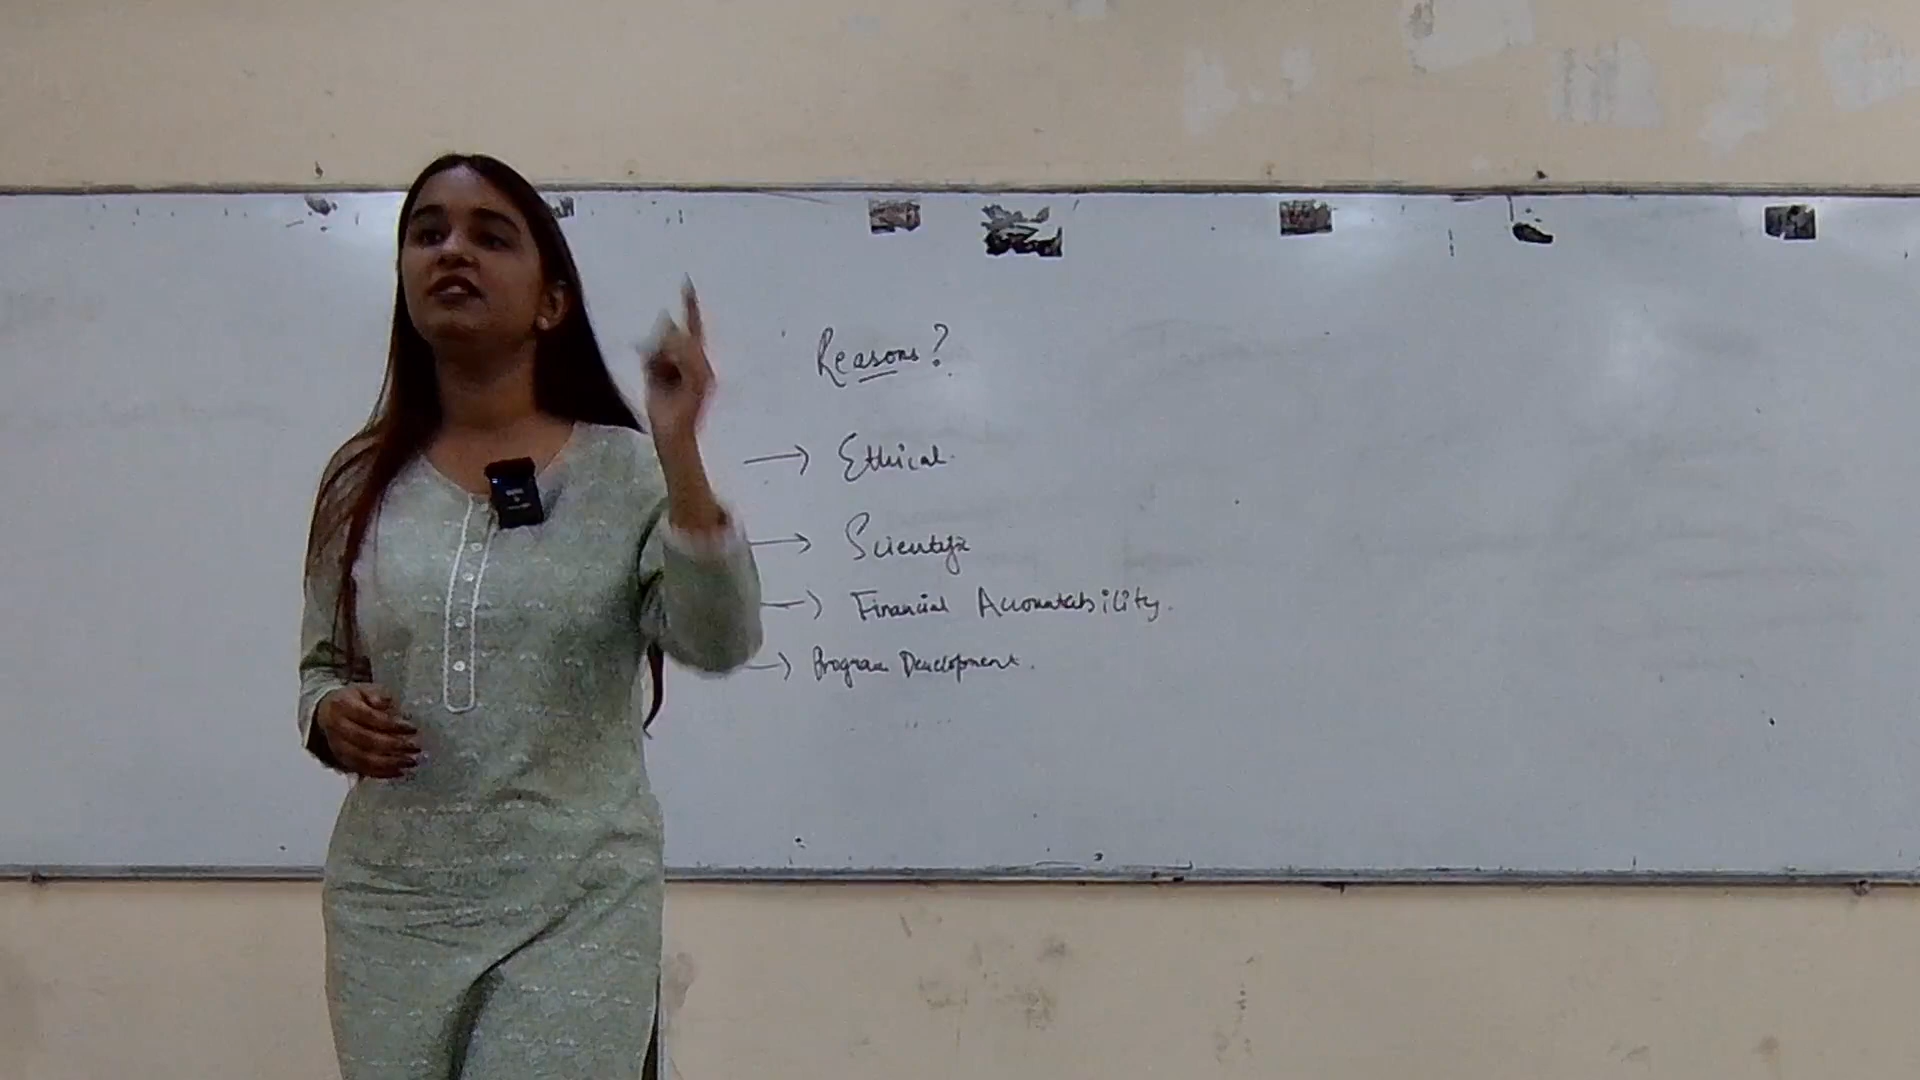 Reasons?
→ Ethical.
→ Scientific
→ Financial Accountability.
→ Program Development.